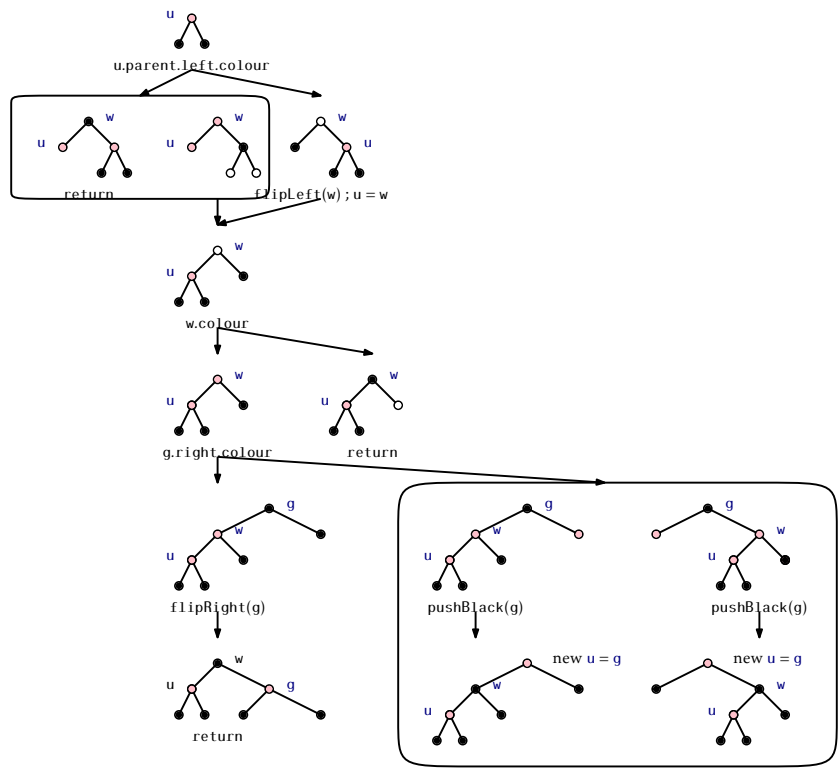 u
u.parent.left.colour
w w w
u u u
return flipLeft(w) ; u = w
w
u
w.colour
w w
u u
g.right.colour return
g g g
w w w
u u u
flipRight(g) pushBlack(g) pushBlack(g)
w new u = g new u = g
u g w w
u u
return